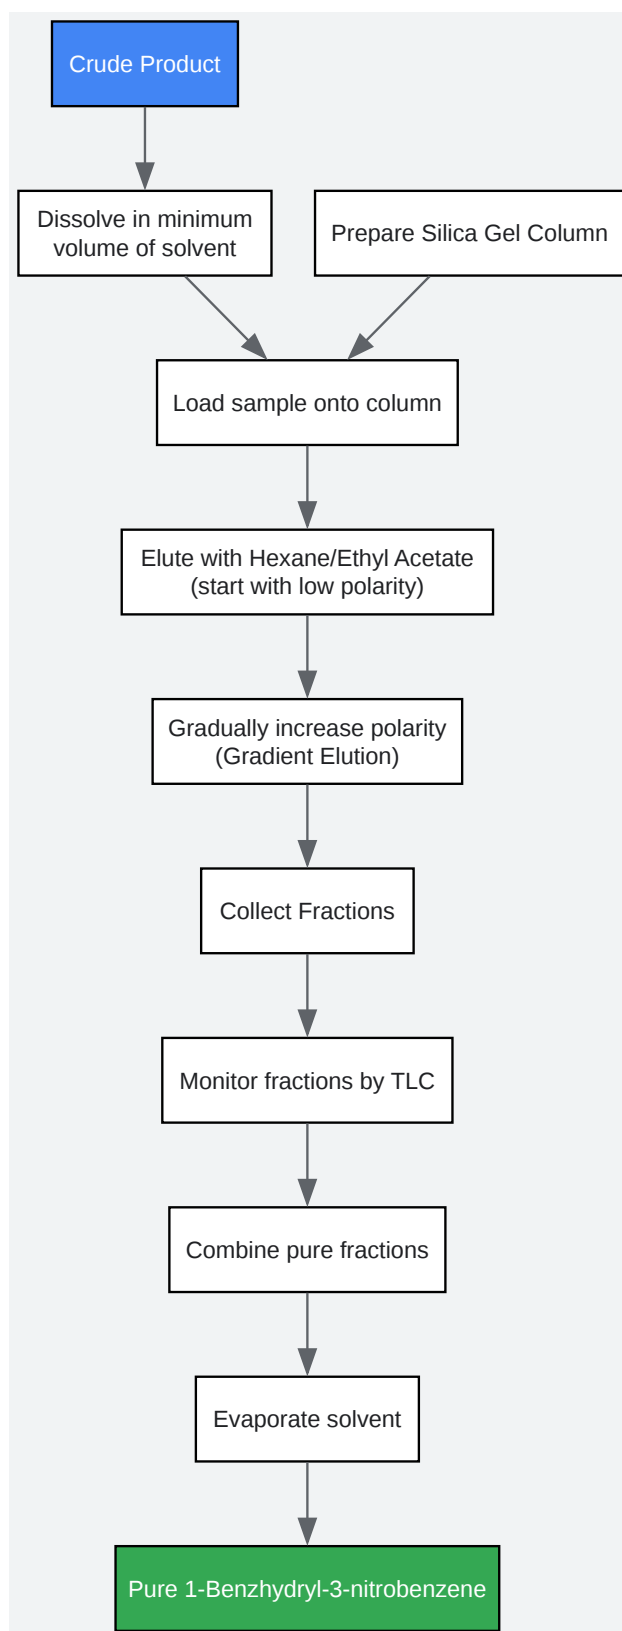 Crude Product
Dissolve in minimum
volume of solvent
Prepare Silica Gel Column
Load sample onto column
Elute with Hexane/Ethyl Acetate
(start with low polarity)
Gradually increase polarity
(Gradient Elution)
Collect Fractions
Monitor fractions by TLC
Combine pure fractions
Evaporate solvent
Pure 1-Benzhydryl-3-nitrobenzene